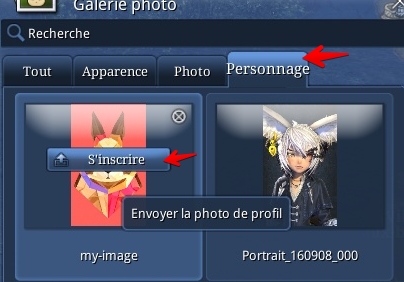 Galerie photo
Recherche
Tout Apparence Photo Personnage
S'inscrire
Envoyer la photo de profil
my-image Portrait_160908_000